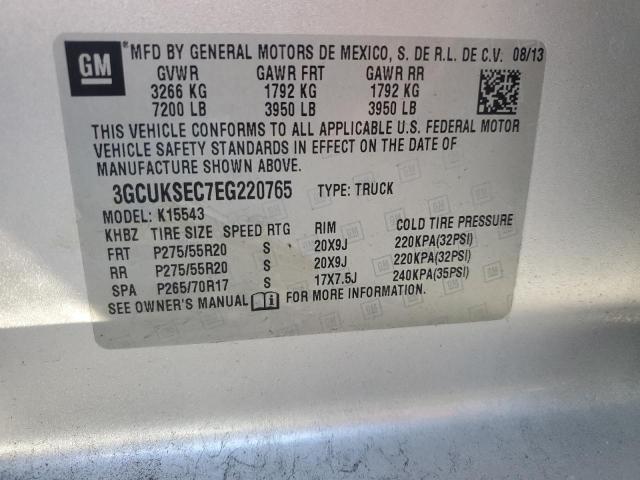 GM MFD BY GENERAL MOTORS DE MEXICO, S. DE R.L. DE C.V. 08/13
GVWR GAWR FRT GAWR RR
3266 KG 1792 KG 1792 KG
7200 LB 3950 LB 3950 LB
THIS VEHICLE CONFORMS TO ALL APPLICABLE U.S. FEDERAL MOTOR
VEHICLE SAFETY STANDARDS IN EFFECT ON THE DATE OF
MANUFACTURE SHOWN ABOVE.
3GCUKSEC7EG220765 TYPE: TRUCK
MODEL: K15543
KHBZ TIRE SIZE SPEED RTG RIM COLD TIRE PRESSURE
FRT P275/55R20 S 20X9J 220KPA(32PSI)
RR P275/55R20 S 20X9J 220KPA(32PSI)
SPA P265/70R17 S 17X7.5J 240KPA(35PSI)
SEE OWNER'S MANUAL FOR MORE INFORMATION.